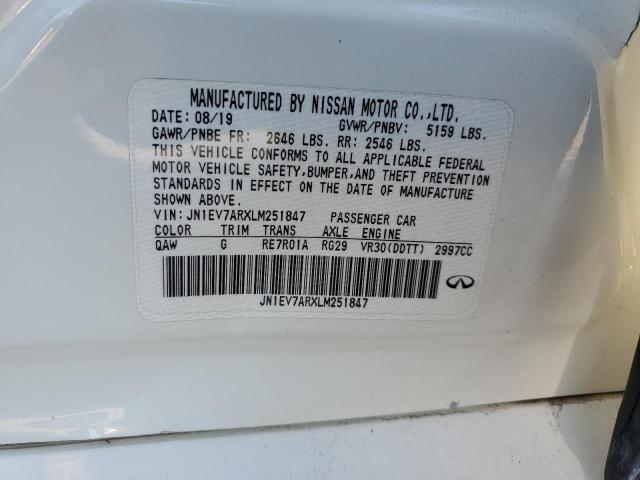 MANUFACTURED BY NISSAN MOTOR CO.,LTD.
DATE: 08/19 GVWR/PNBV: 5159 LBS.
GAWR/PNBE FR: 2646 LBS. RR: 2546 LBS.
THIS VEHICLE CONFORMS TO ALL APPLICABLE FEDERAL
MOTOR VEHICLE SAFETY,BUMPER,AND THEFT PREVENTION
STANDARDS IN EFFECT ON THE DATE OF MANUFACTURE
SHOWN ABOVE.
VIN: JN1EV7ARXLM251847 PASSENGER CAR
COLOR TRIM TRANS AXLE ENGINE
QAW G RE7R01A RG29 VR30(DDTT) 2997CC
JN1EV7ARXLM251847